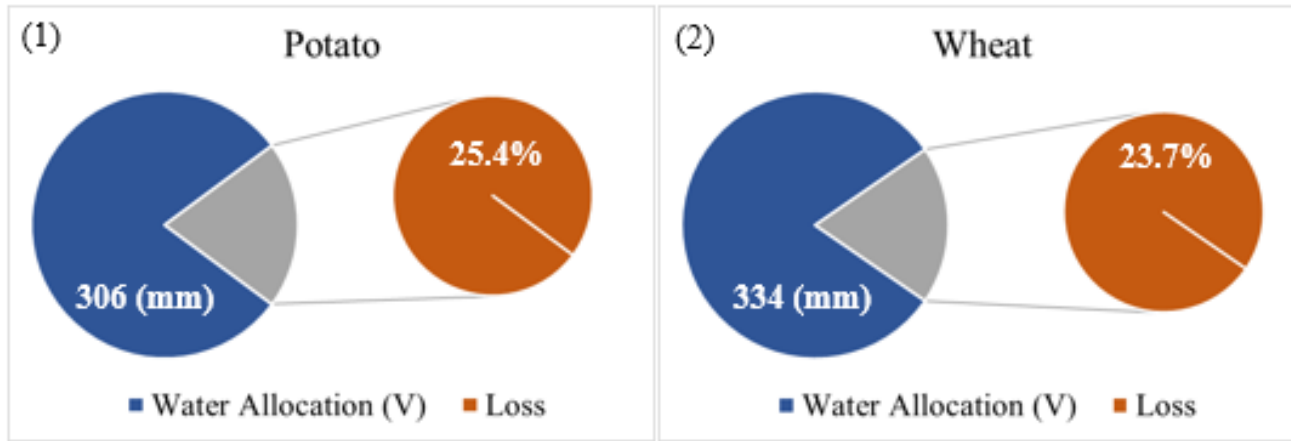 (1)
Potato
25.4%
306 (mm)
Water Allocation (V) Loss
(2)
Wheat
23.7%
334 (mm)
Water Allocation (V) Loss